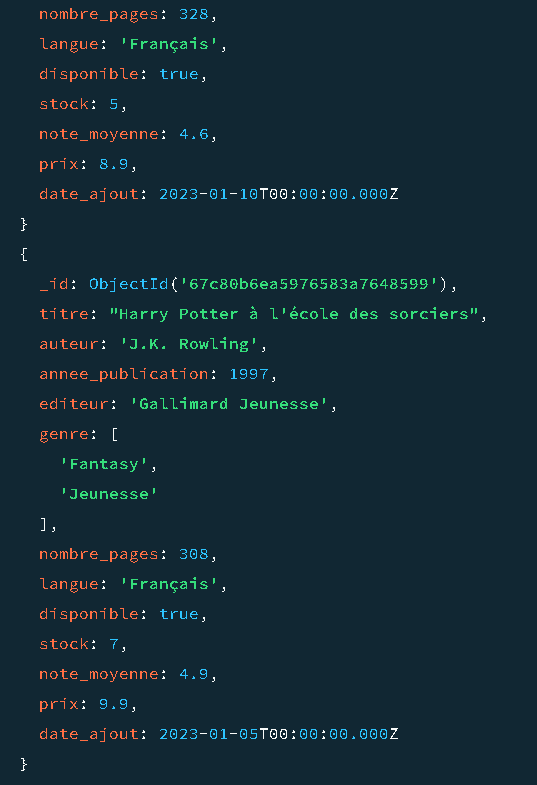 nombre_pages: 328,
langue: 'Français',
disponible: true,
stock: 5,
note_moyenne: 4.6,
prix: 8.9,
date_ajout: 2023-01-10T00:00:00.000Z
}
{
_id: ObjectId('67c80b6ea5976583a7648599'),
titre: "Harry Potter à l'école des sorciers",
auteur: 'J.K. Rowling',
annee_publication: 1997,
editeur: 'Gallimard Jeunesse',
genre: [
'Fantasy',
'Jeunesse'
],
nombre_pages: 308,
langue: 'Français',
disponible: true,
stock: 7,
note_moyenne: 4.9,
prix: 9.9,
date_ajout: 2023-01-05T00:00:00.000Z
}